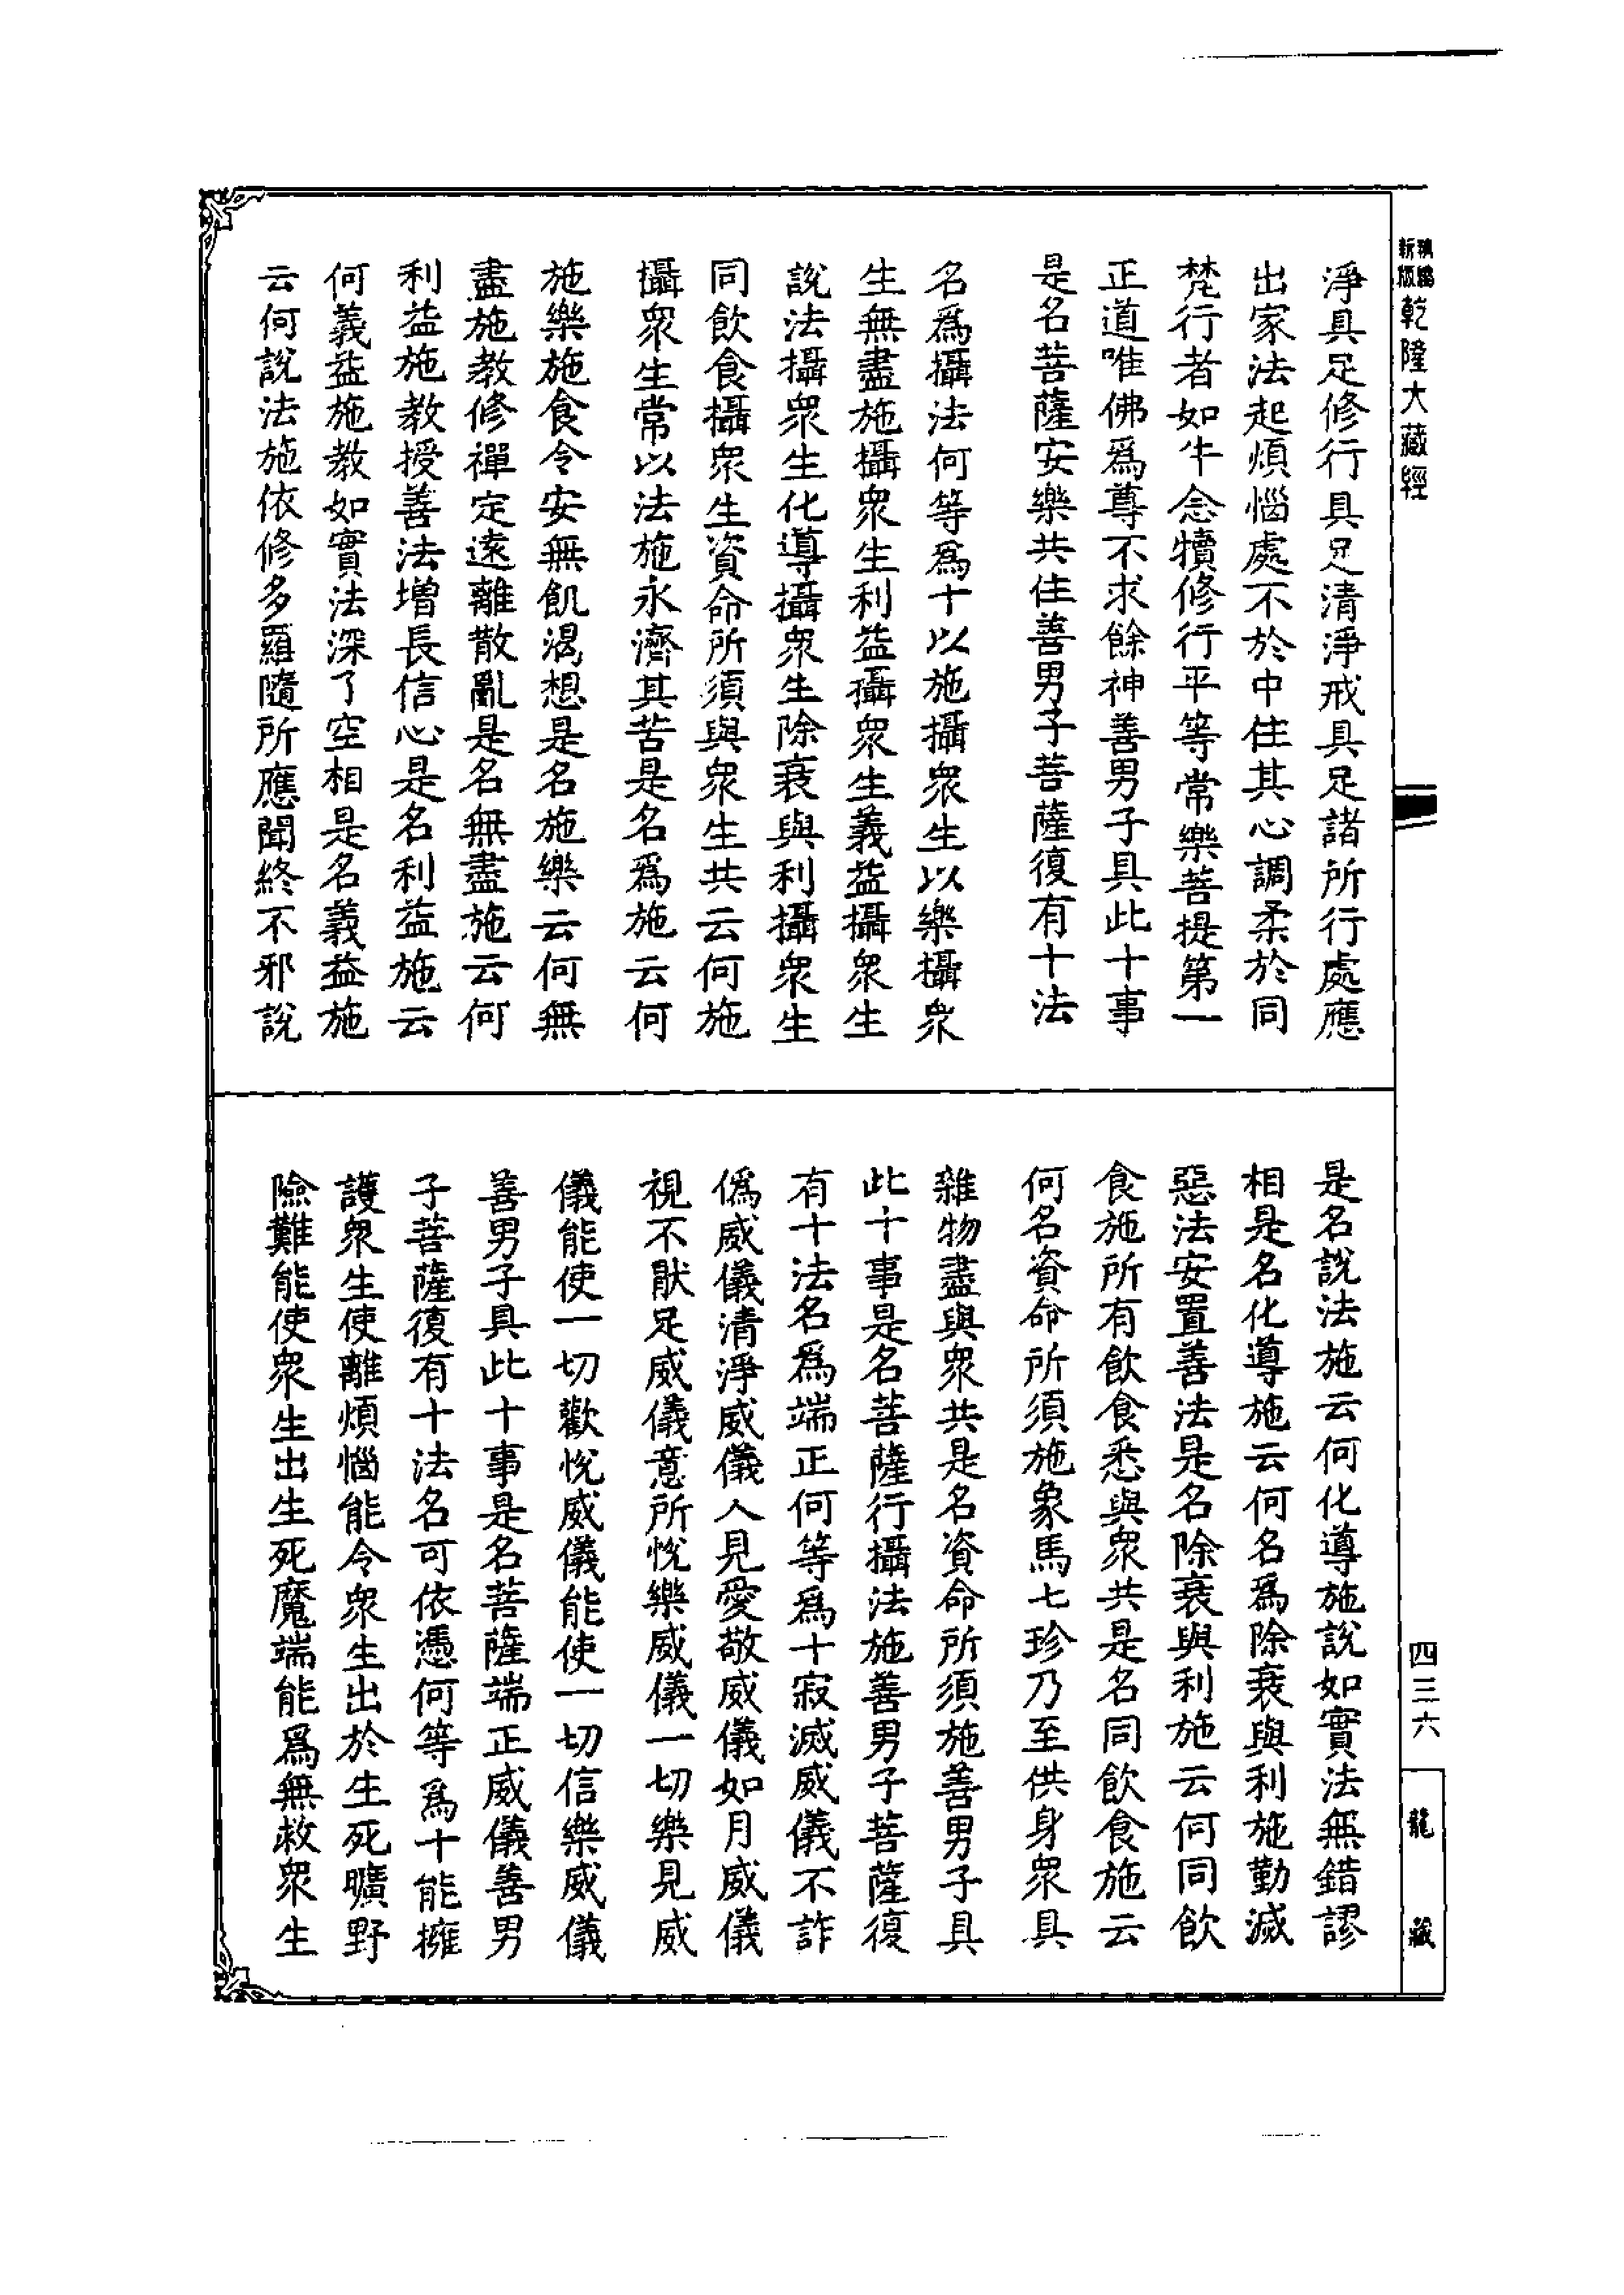 新版
乾隆大藏經
淨具足修行具足清淨戒具足諸所行處應
出家法起煩惱處不於中住其心調柔於同
梵行者如牛念犢修行平等常樂菩提第一
正道唯佛爲尊不求餘神善男子具此十事
是名菩薩安樂共住善男子菩薩復有十法
名爲攝法何等爲十以施攝衆生以樂攝衆
生無盡施攝衆生利益攝衆生義益攝衆生
說法攝衆生化導攝衆生除衰與利攝衆生
同飲食攝衆生資命所須與衆生共云何施
攝衆生常以法施永濟其苦是名爲施云何
施樂施食令安無飢渴想是名施樂云何無
盡施教修禪定遠離散亂是名無盡施云何
利益施教授善法增長信心是名利益施云
何義益施教如實法深了空相是名義益施
云何說法施依修多羅隨所應聞終不邪說
是名說法施云何化導施說如實法無錯謬
相是名化導施云何名爲除衰與利施勤滅
惡法安置善法是名除衰與利施云何同飲
食施所有飲食悉與衆共是名同飲食施云
何名資命所須施象馬七珍乃至供身衆具
雜物盡與衆共是名資命所須施善男子具
此十事是名菩薩行攝法施善男子菩薩復
有十法名爲端正何等爲十寂滅威儀不詐
僞威儀清淨威儀人見愛敬威儀如月威儀
視不猒足威儀意所悅樂威儀一切樂見威
儀能使一切歡悅威儀能使一切信樂威儀
善男子具此十事是名菩薩端正威儀善男
子菩薩復有十法名可依憑何等爲十能擁
護衆生使離煩惱能令衆生出於生死曠野
險難能使衆生出生死魔端能爲無救衆生
四三六
龍藏